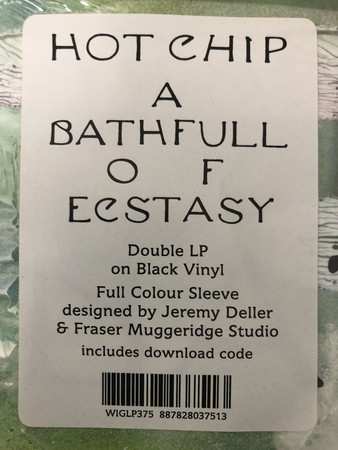 HOT CHIP
A
BATHFULL
O F
ECSTASY
Double LP
on Black Vinyl
Full Colour Sleeve
designed by Jeremy Deller
& Fraser Muggeridge Studio
includes download code
WIGLP375 887828037513